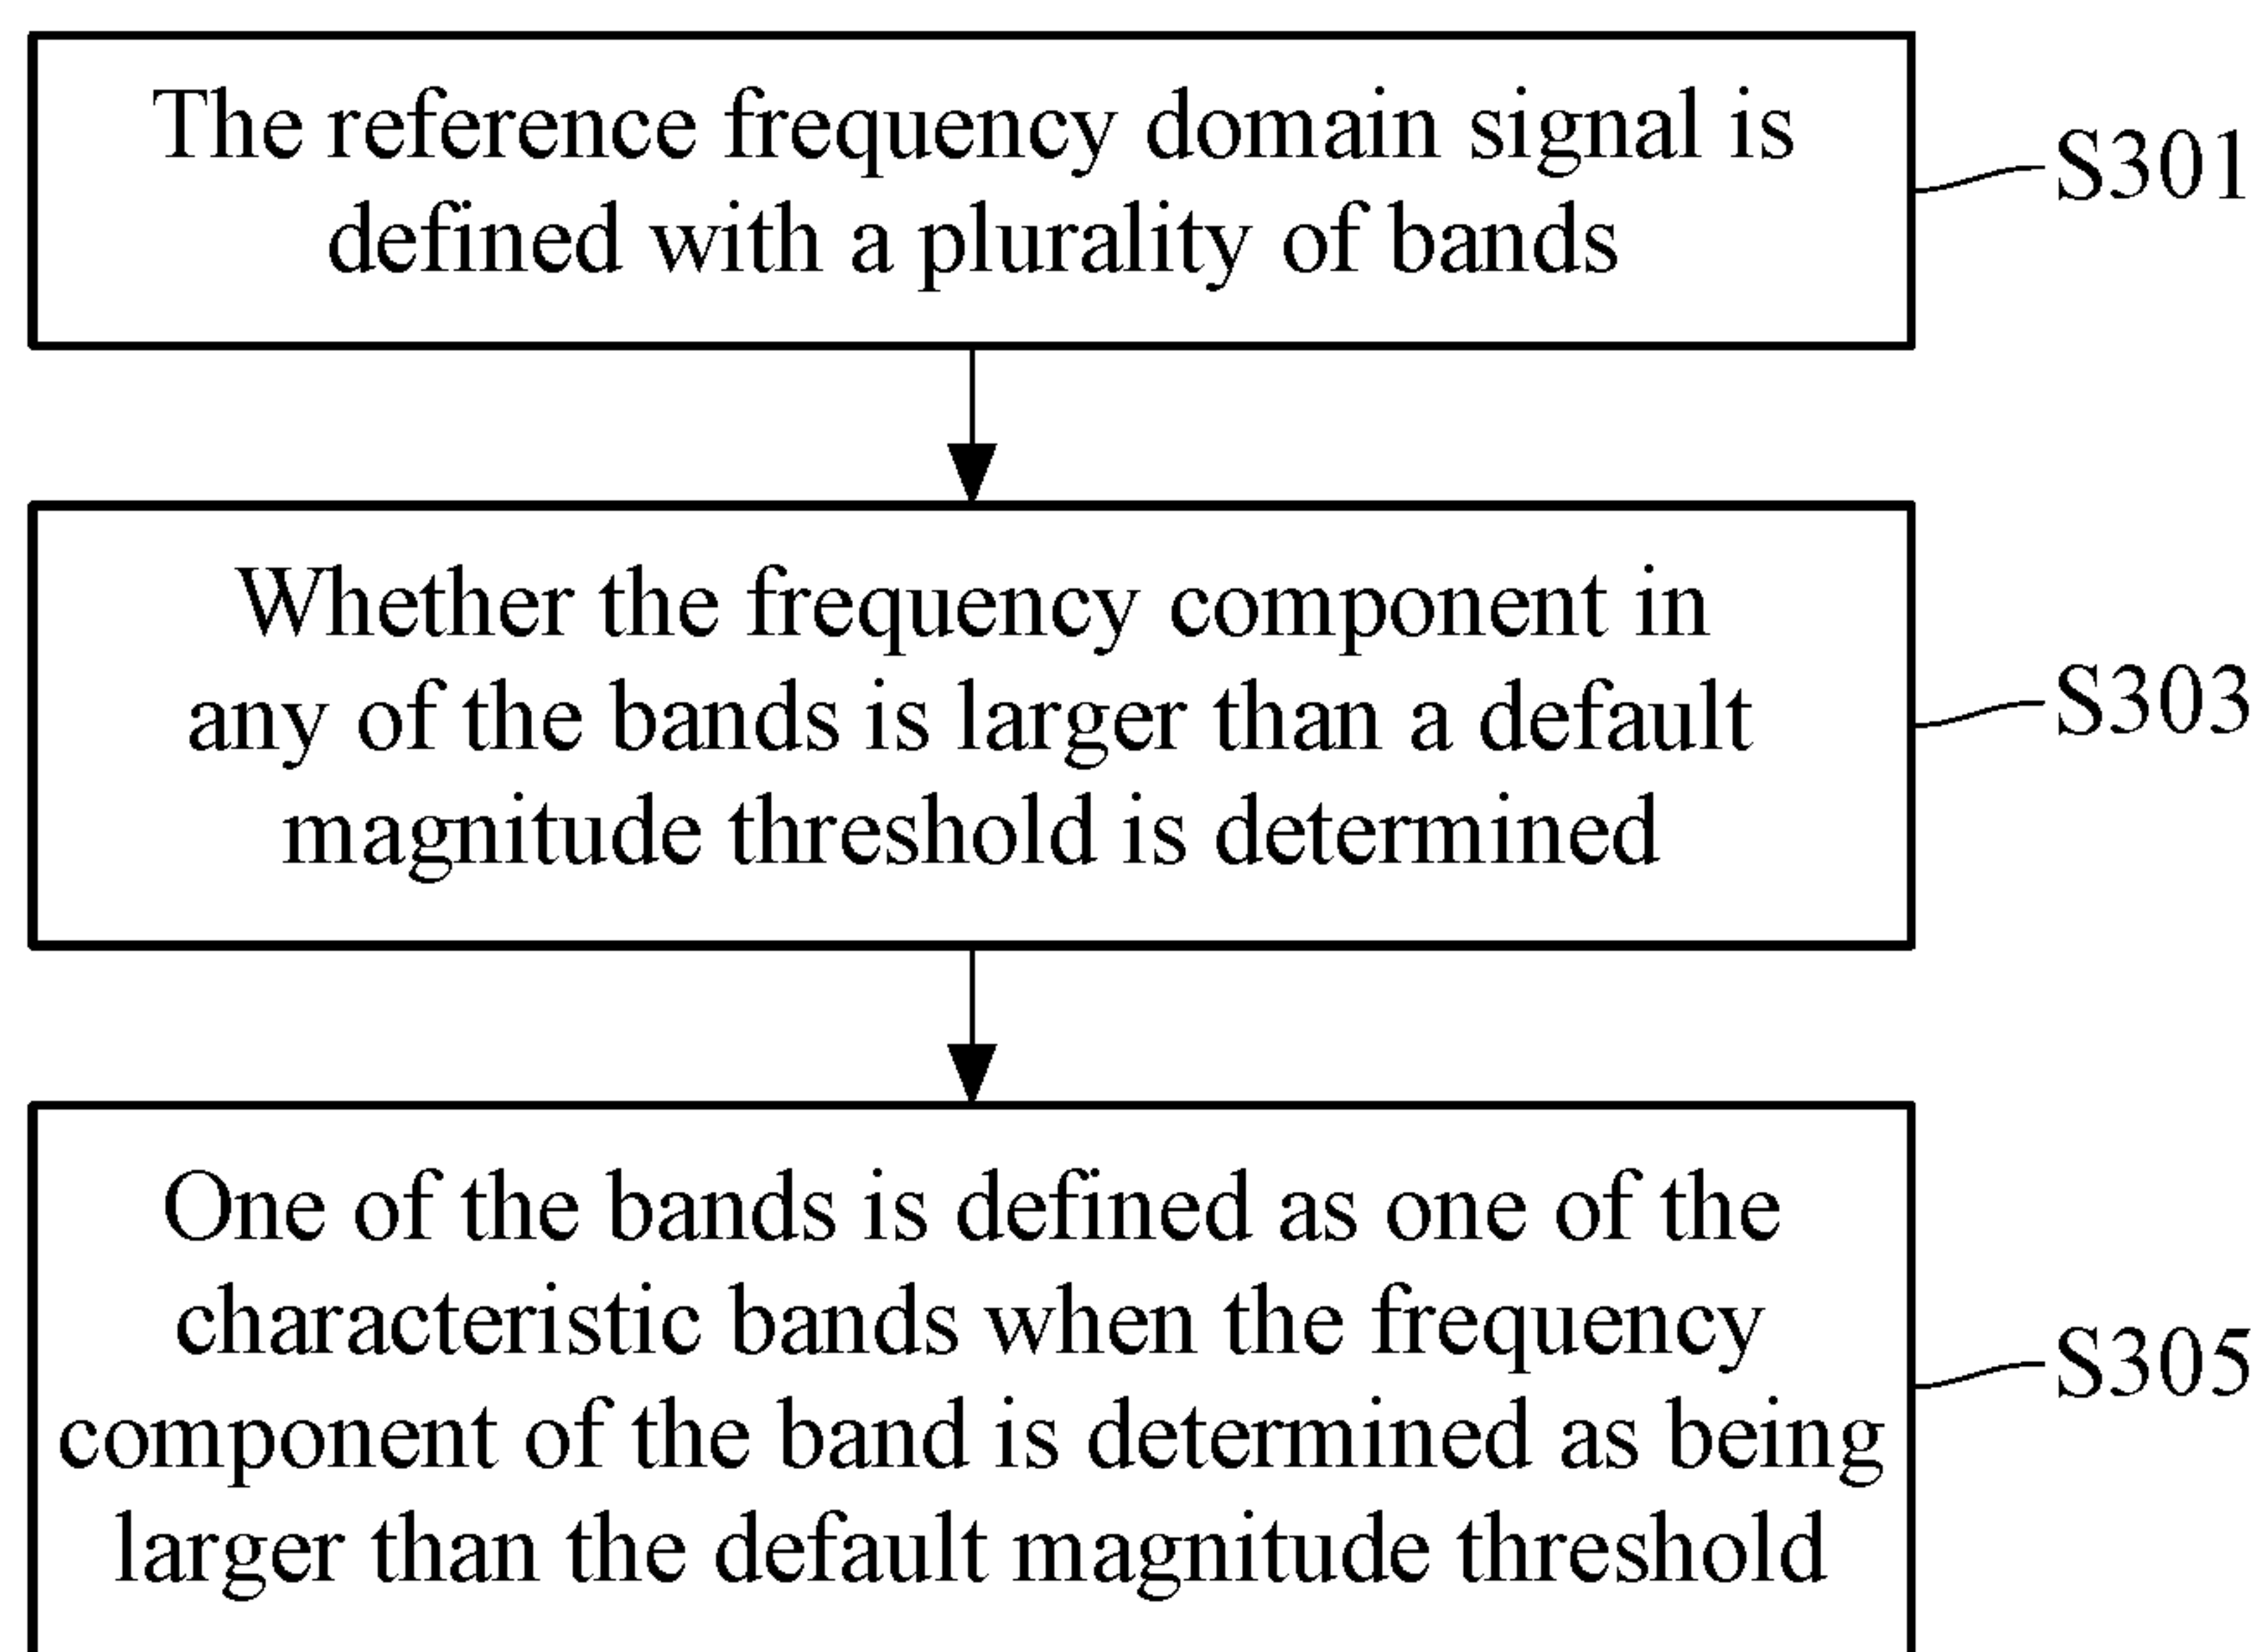 The reference frequency domain signal is
defined with a plurality of bands
S301
Whether the frequency component in
any of the bands is larger than a default
magnitude threshold is determined
S303
One of the bands is defined as one of the
characteristic bands when the frequency
component of the band is determined as being
larger than the default magnitude threshold
S305